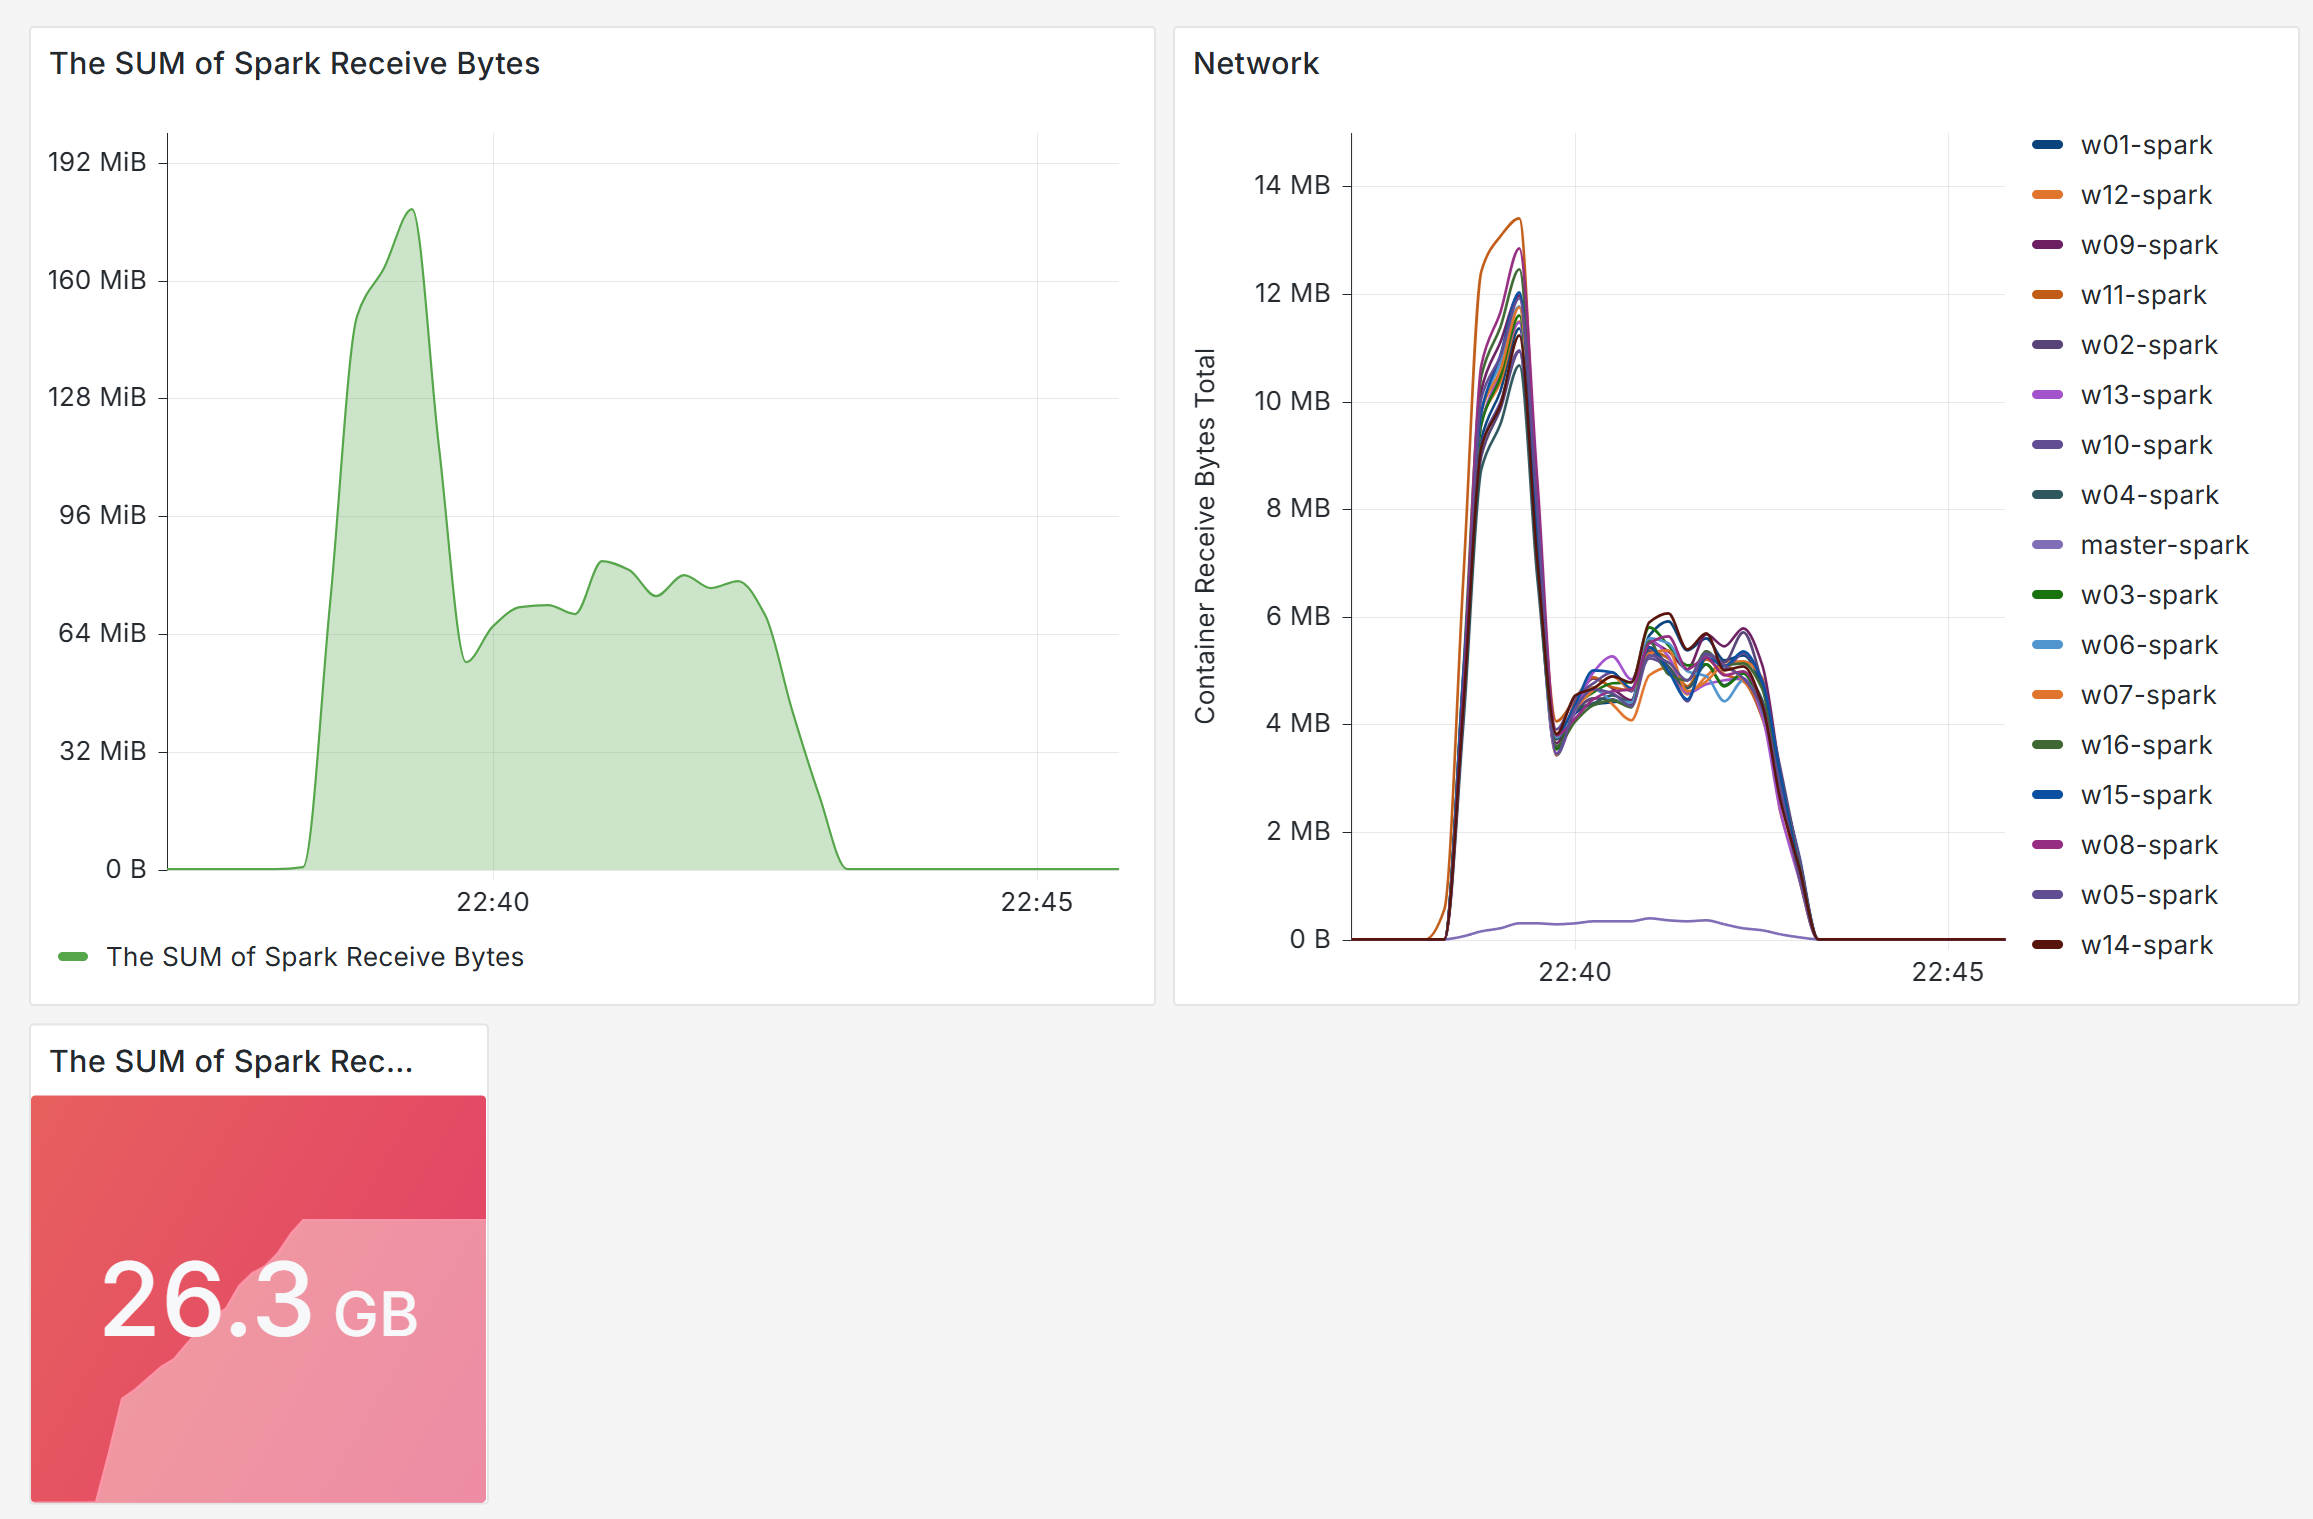 The SUM of Spark Receive Bytes
192 MiB
160 MiB
128 MiB
96 MiB
64 MiB
32 MiB
0 B
22:40
22:45
The SUM of Spark Receive Bytes
Network
Container Receive Bytes Total
14 MB
12 MB
10 MB
8 MB
6 MB
4 MB
2 MB
0 B
22:40
22:45
w01-spark
w12-spark
w09-spark
w11-spark
w02-spark
w13-spark
w10-spark
w04-spark
master-spark
w03-spark
w06-spark
w07-spark
w16-spark
w15-spark
w08-spark
w05-spark
w14-spark
The SUM of Spark Rec...
26.3 GB